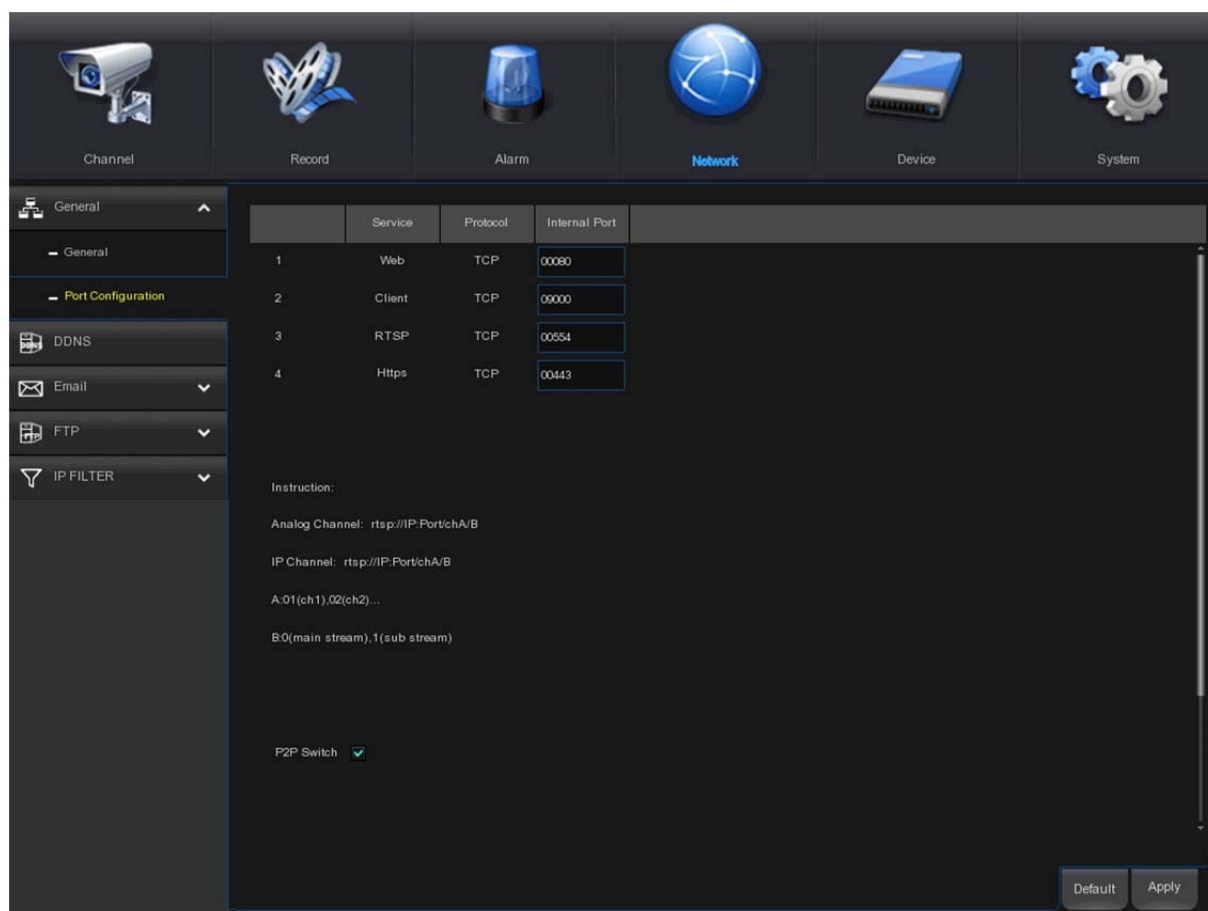 Channel Record Alarm Network Device System
General
General
Port Configuration
DDNS
Email
FTP
IP FILTER
Service Protocol Internal Port
1 Web TCP 00080
2 Client TCP 09000
3 RTSP TCP 00554
4 Https TCP 00443
Instruction:
Analog Channel: rtsp://IP:Port/chA/B
IP Channel: rtsp://IP:Port/chA/B
A:01(ch1),02(ch2)...
B:0(main stream),1(sub stream)
P2P Switch
Default Apply